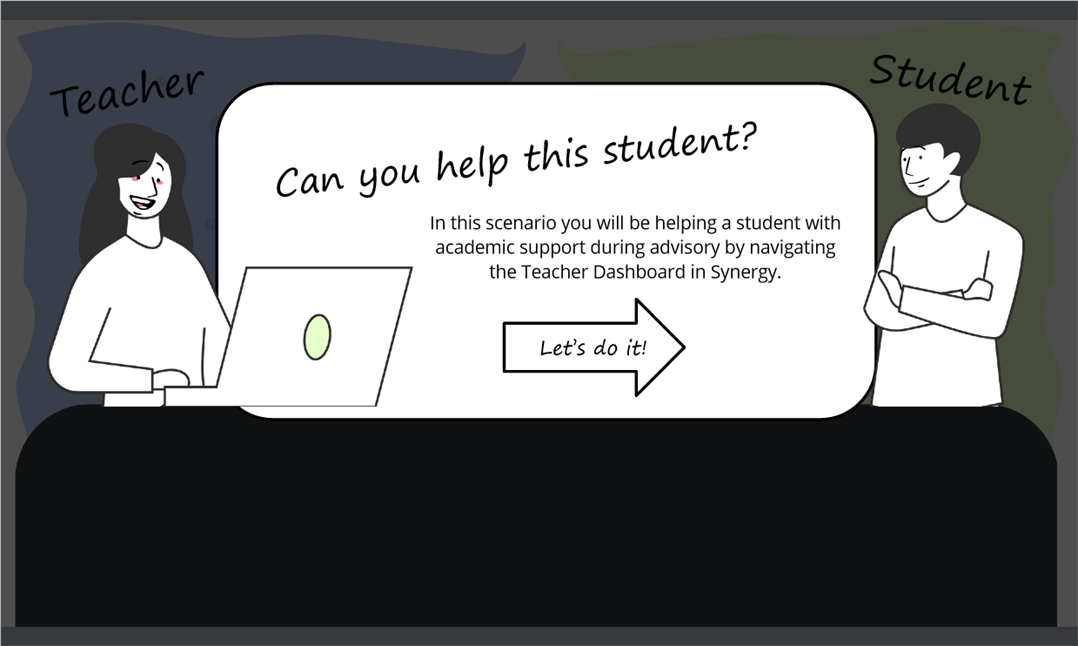 Teacher
Student
Can you help this student?
In this scenario you will be helping a student with
academic support during advisory by navigating
the Teacher Dashboard in Synergy.
Let's do it!